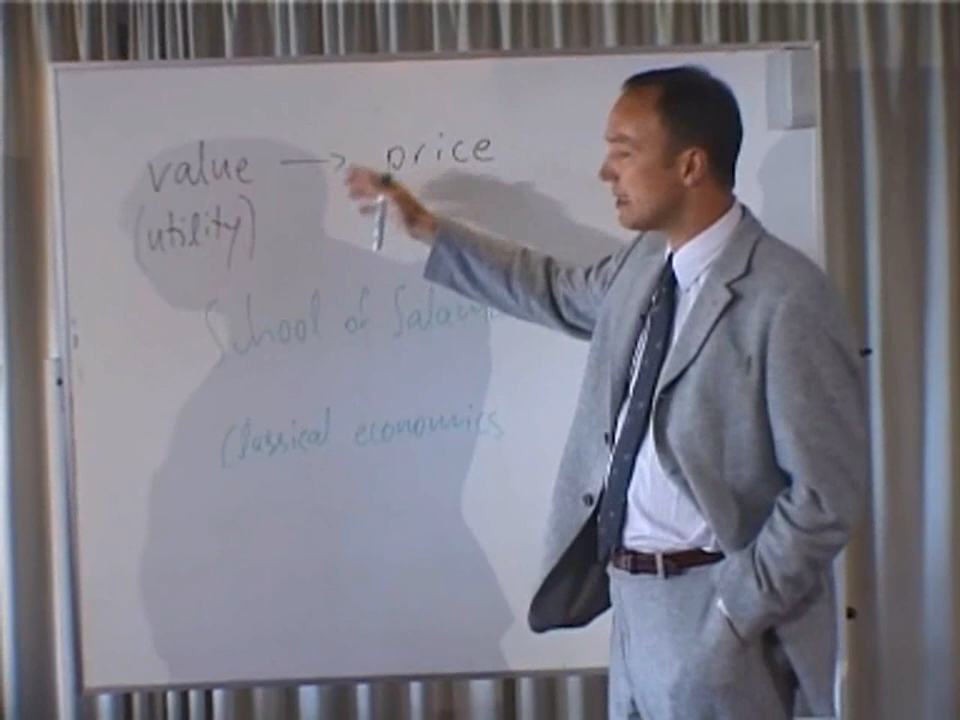 value → price
(utility)
School of
Classical economics